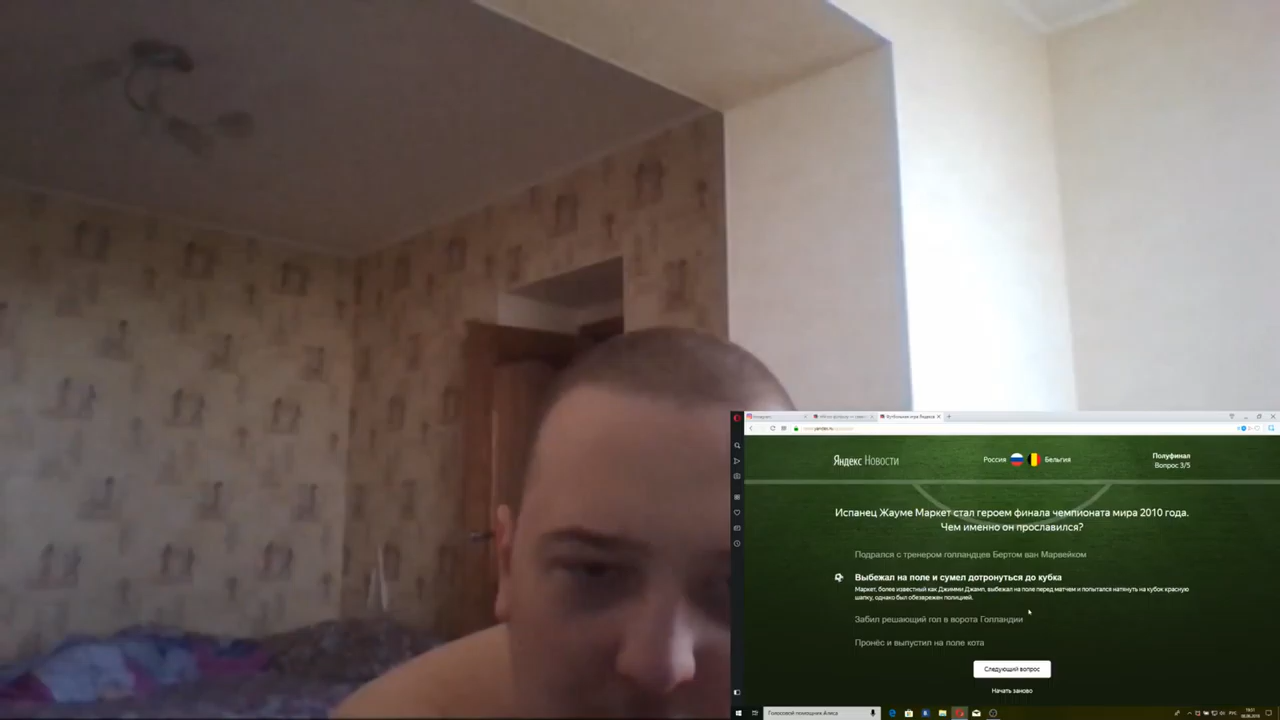 Яндекс Новости
Россия
Бельгия
Полуфинал
Вопрос 3/5
Испанец Жауме Маркет стал героем финала чемпионата мира 2010 года.
Чем именно он прославился?
Подрался с тренером голландцев Бертом ван Марвейком
Выбежал на поле и сумел дотронуться до кубка
Маркет, более известный как Джимми Джамп, выбежал на поле перед матчем и попытался натянуть на кубок красную
шапку, однако был обезврежен полицией.
Забил решающий гол в ворота Голландии
Пронёс и выпустил на поле кота
Следующий вопрос
Начать заново
Голосовой помощник Алиса
РУС